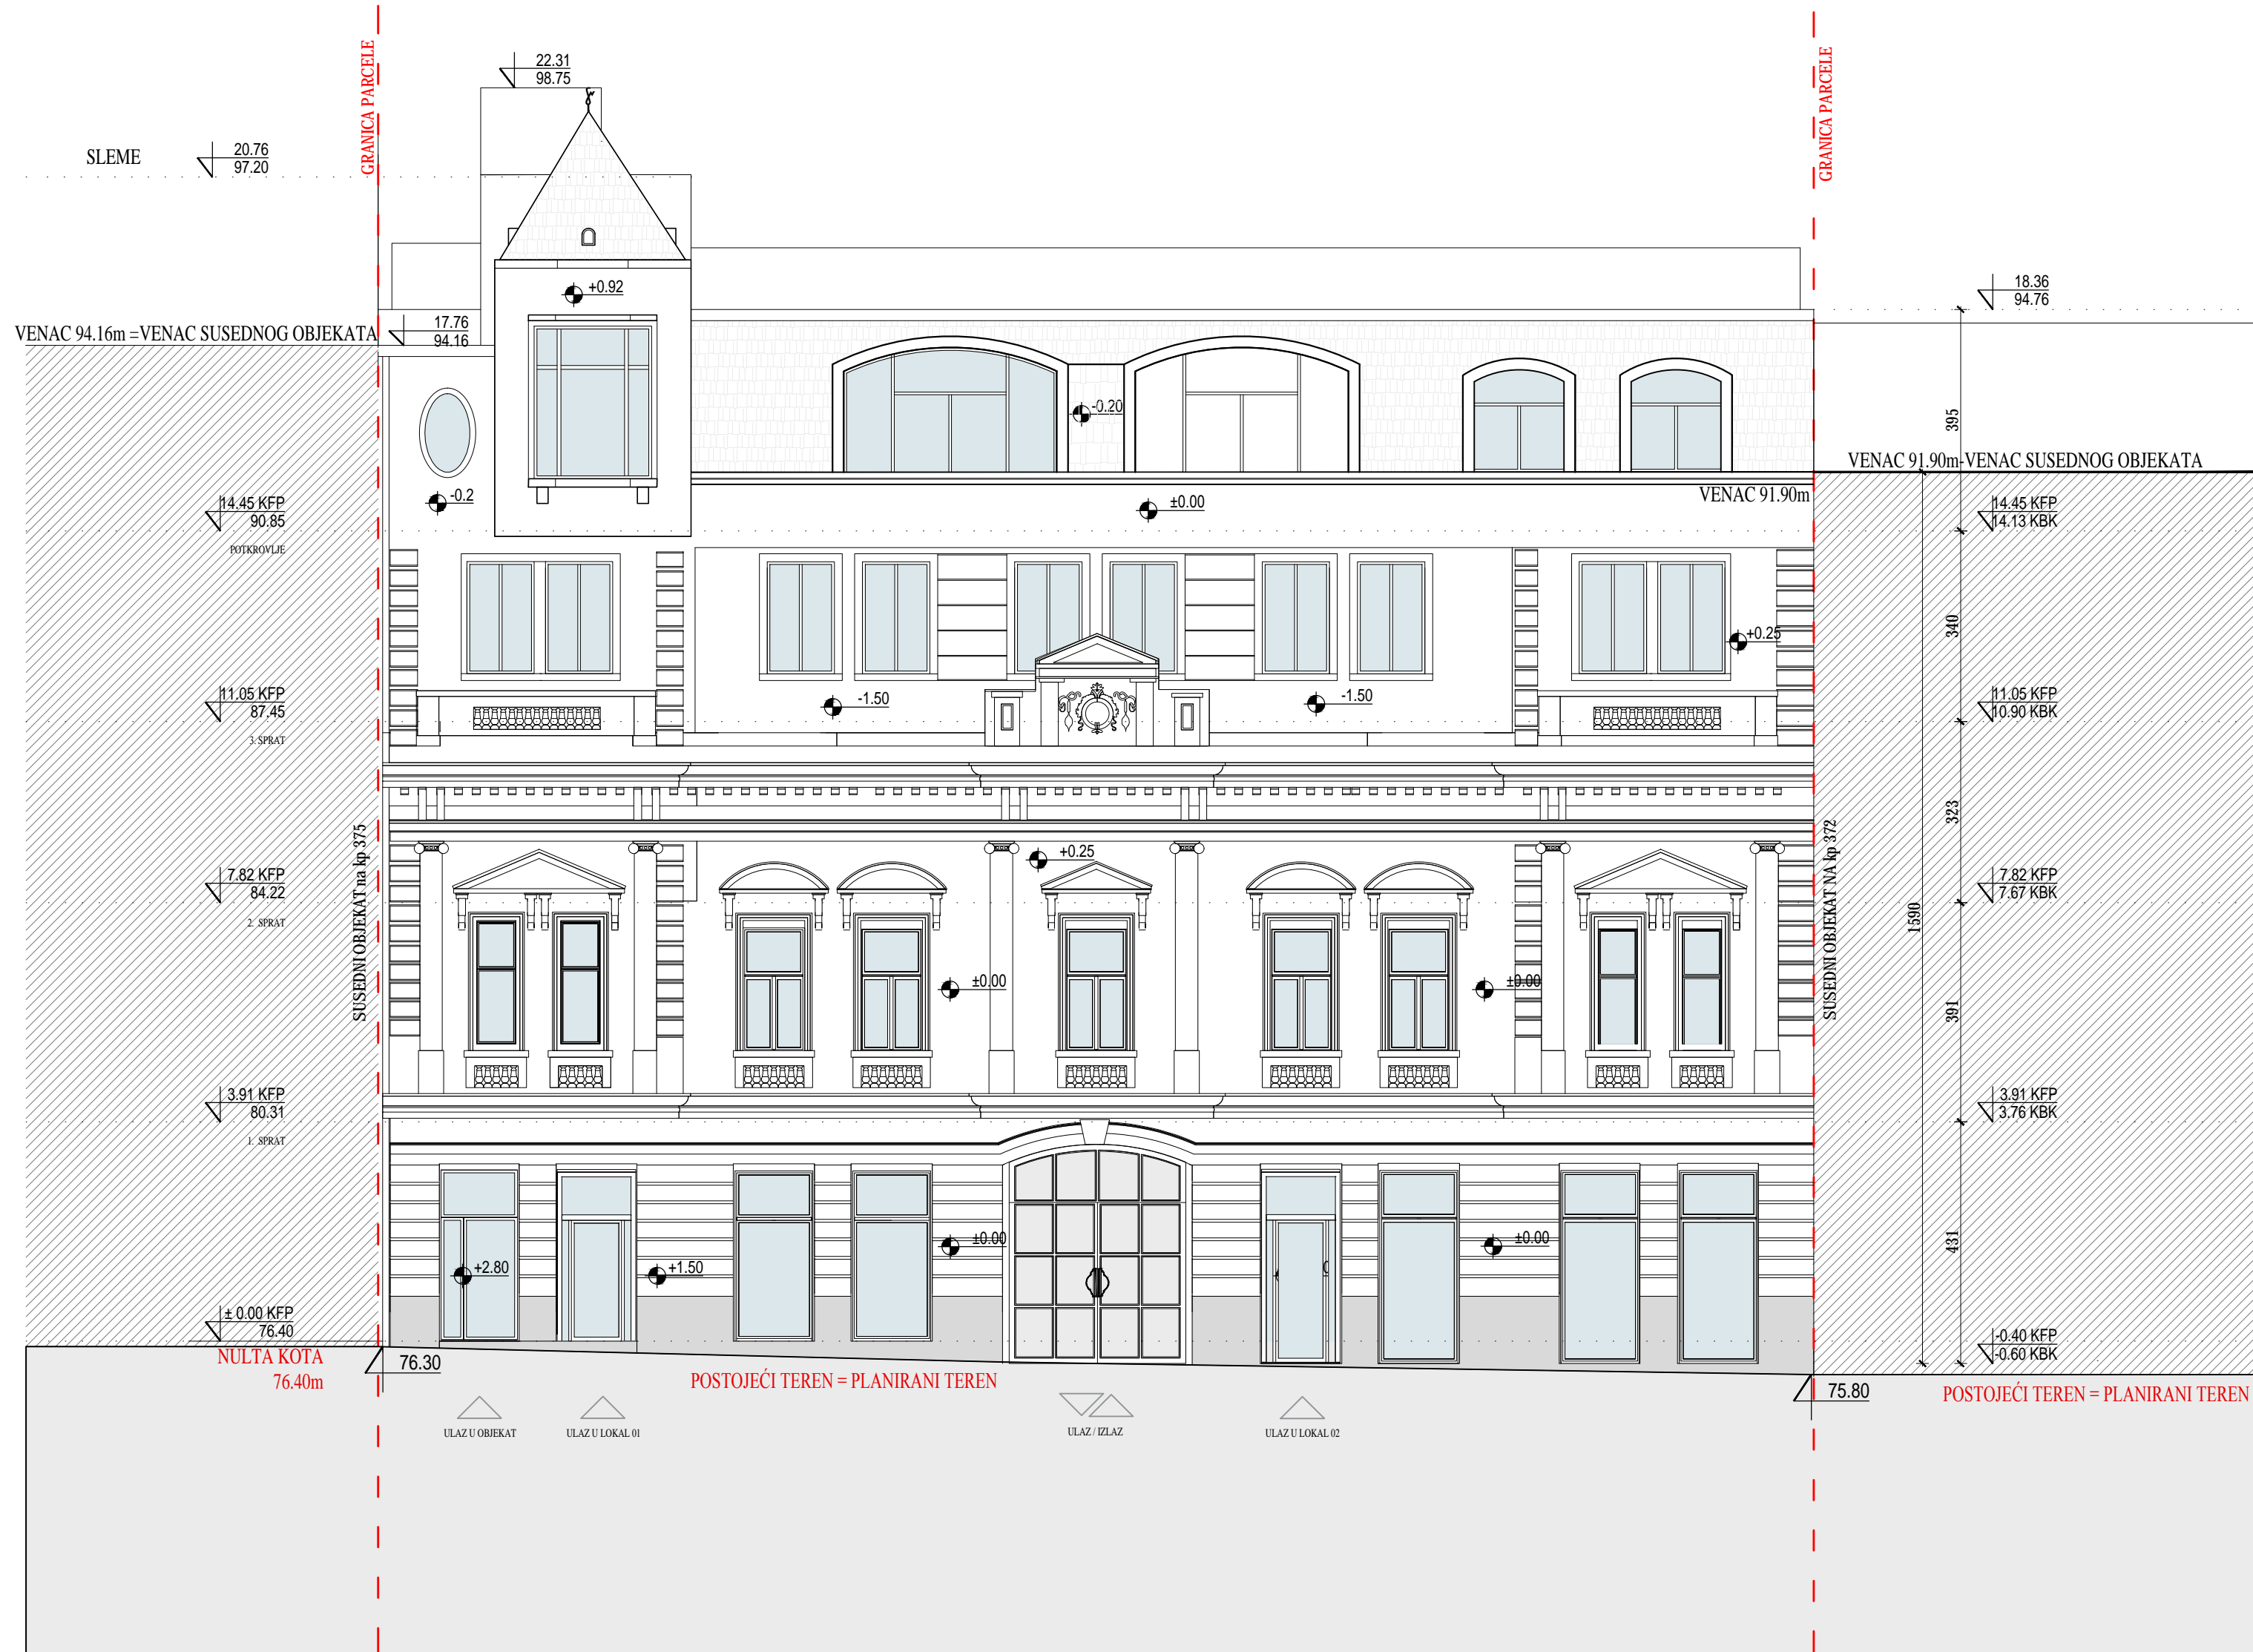 22.31
98.75
GRANICA PARCELE
GRANICA PARCELE
SLEME
20.76
97.20
+0.92
18.36
94.76
17.76
94.16
VENAC 94.16m =VENAC SUSEDNOG OBJEKATA
-0.20
395
VENAC 91.90m-VENAC SUSEDNOG OBJEKATA
VENAC 91.90m
-0.2
±0.00
14.45 KFP
90.85
POTKROVLJE
14.45 KFP
14.13 KBK
340
+0.25
-1.50
-1.50
11.05 KFP
87.45
3. SPRAT
11.05 KFP
10.90 KBK
323
SUSEDNI OBJEKAT na kp 375
SUSEDNI OBJEKAT NA kp 372
+0.25
7.82 KFP
84.22
2. SPRAT
7.82 KFP
7.67 KBK
1590
±0.00
±0.00
391
3.91 KFP
80.31
1. SPRAT
3.91 KFP
3.76 KBK
±0.00
±0.00
431
+2.80
+1.50
± 0.00 KFP
76.40
-0.40 KFP
-0.60 KBK
NULTA KOTA
76.40m
76.30
POSTOJEĆI TEREN = PLANIRANI TEREN
75.80
POSTOJEĆI TEREN = PLANIRANI TEREN
ULAZ U OBJEKAT
ULAZ U LOKAL 01
ULAZ / IZLAZ
ULAZ U LOKAL 02